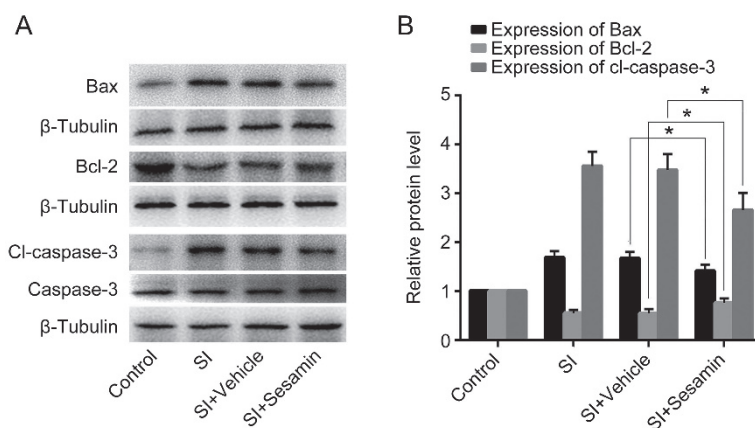 A
Bax
β-Tubulin
Bcl-2
β-Tubulin
Cl-caspase-3
Caspase-3
β-Tubulin
Control
SI
SI+Vehicle
SI+Sesamin
B
Expression of Bax
Expression of Bcl-2
Expression of cl-caspase-3
Relative protein level
5
4
3
2
1
0
*
*
*
Control
SI
SI+Vehicle
SI+Sesamin